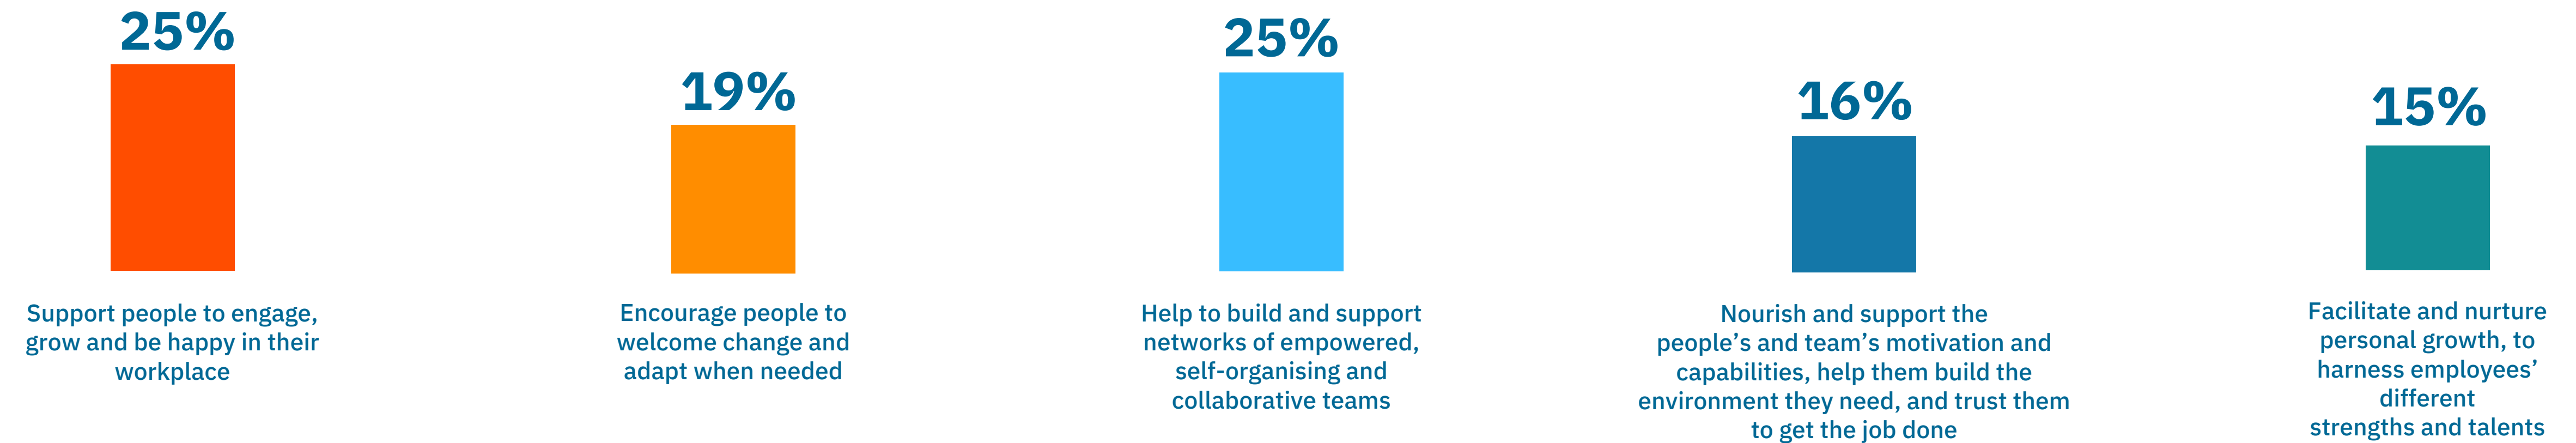 25%
Support people to engage,
grow and be happy in their
workplace
19%
Encourage people to
welcome change and
adapt when needed
25%
Help to build and support
networks of empowered,
self-organising and
collaborative teams
16%
Nourish and support the
people’s and team’s motivation and
capabilities, help them build the
environment they need, and trust them
to get the job done
15%
Facilitate and nurture
personal growth, to
harness employees’
different
strengths and talents